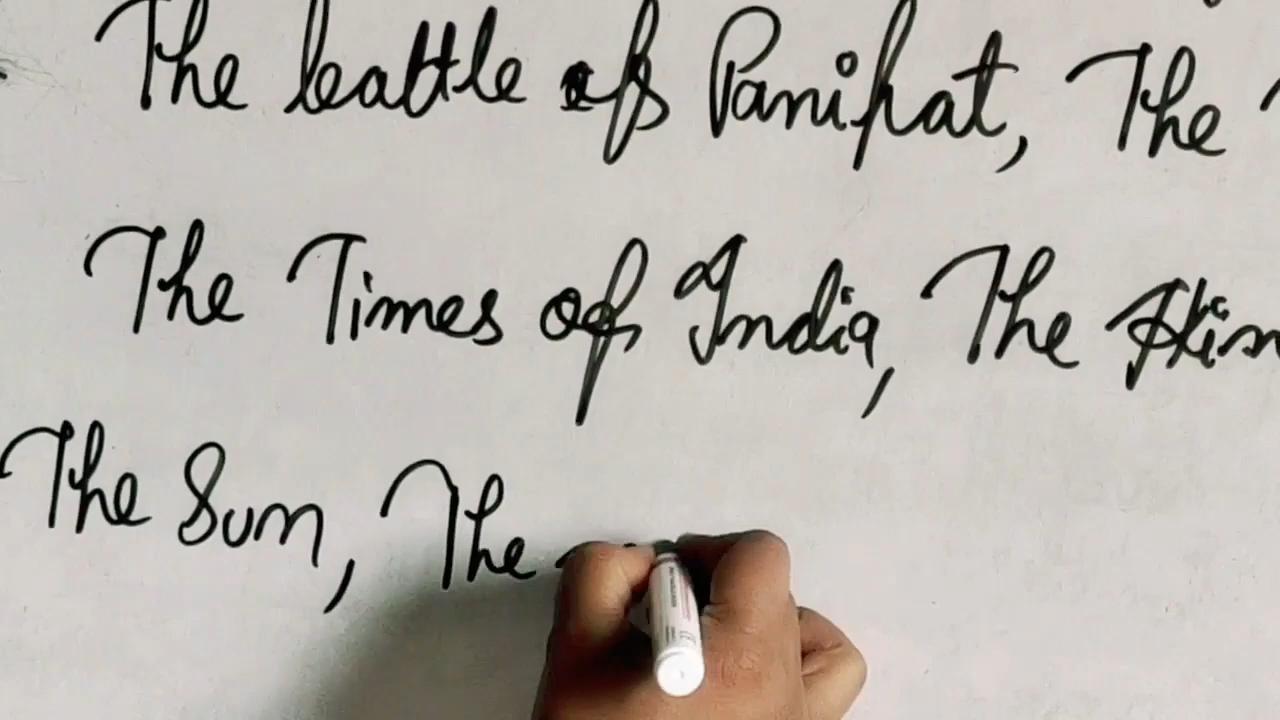 The battle of Panipat, The
The Times of India, The
The Sun, The